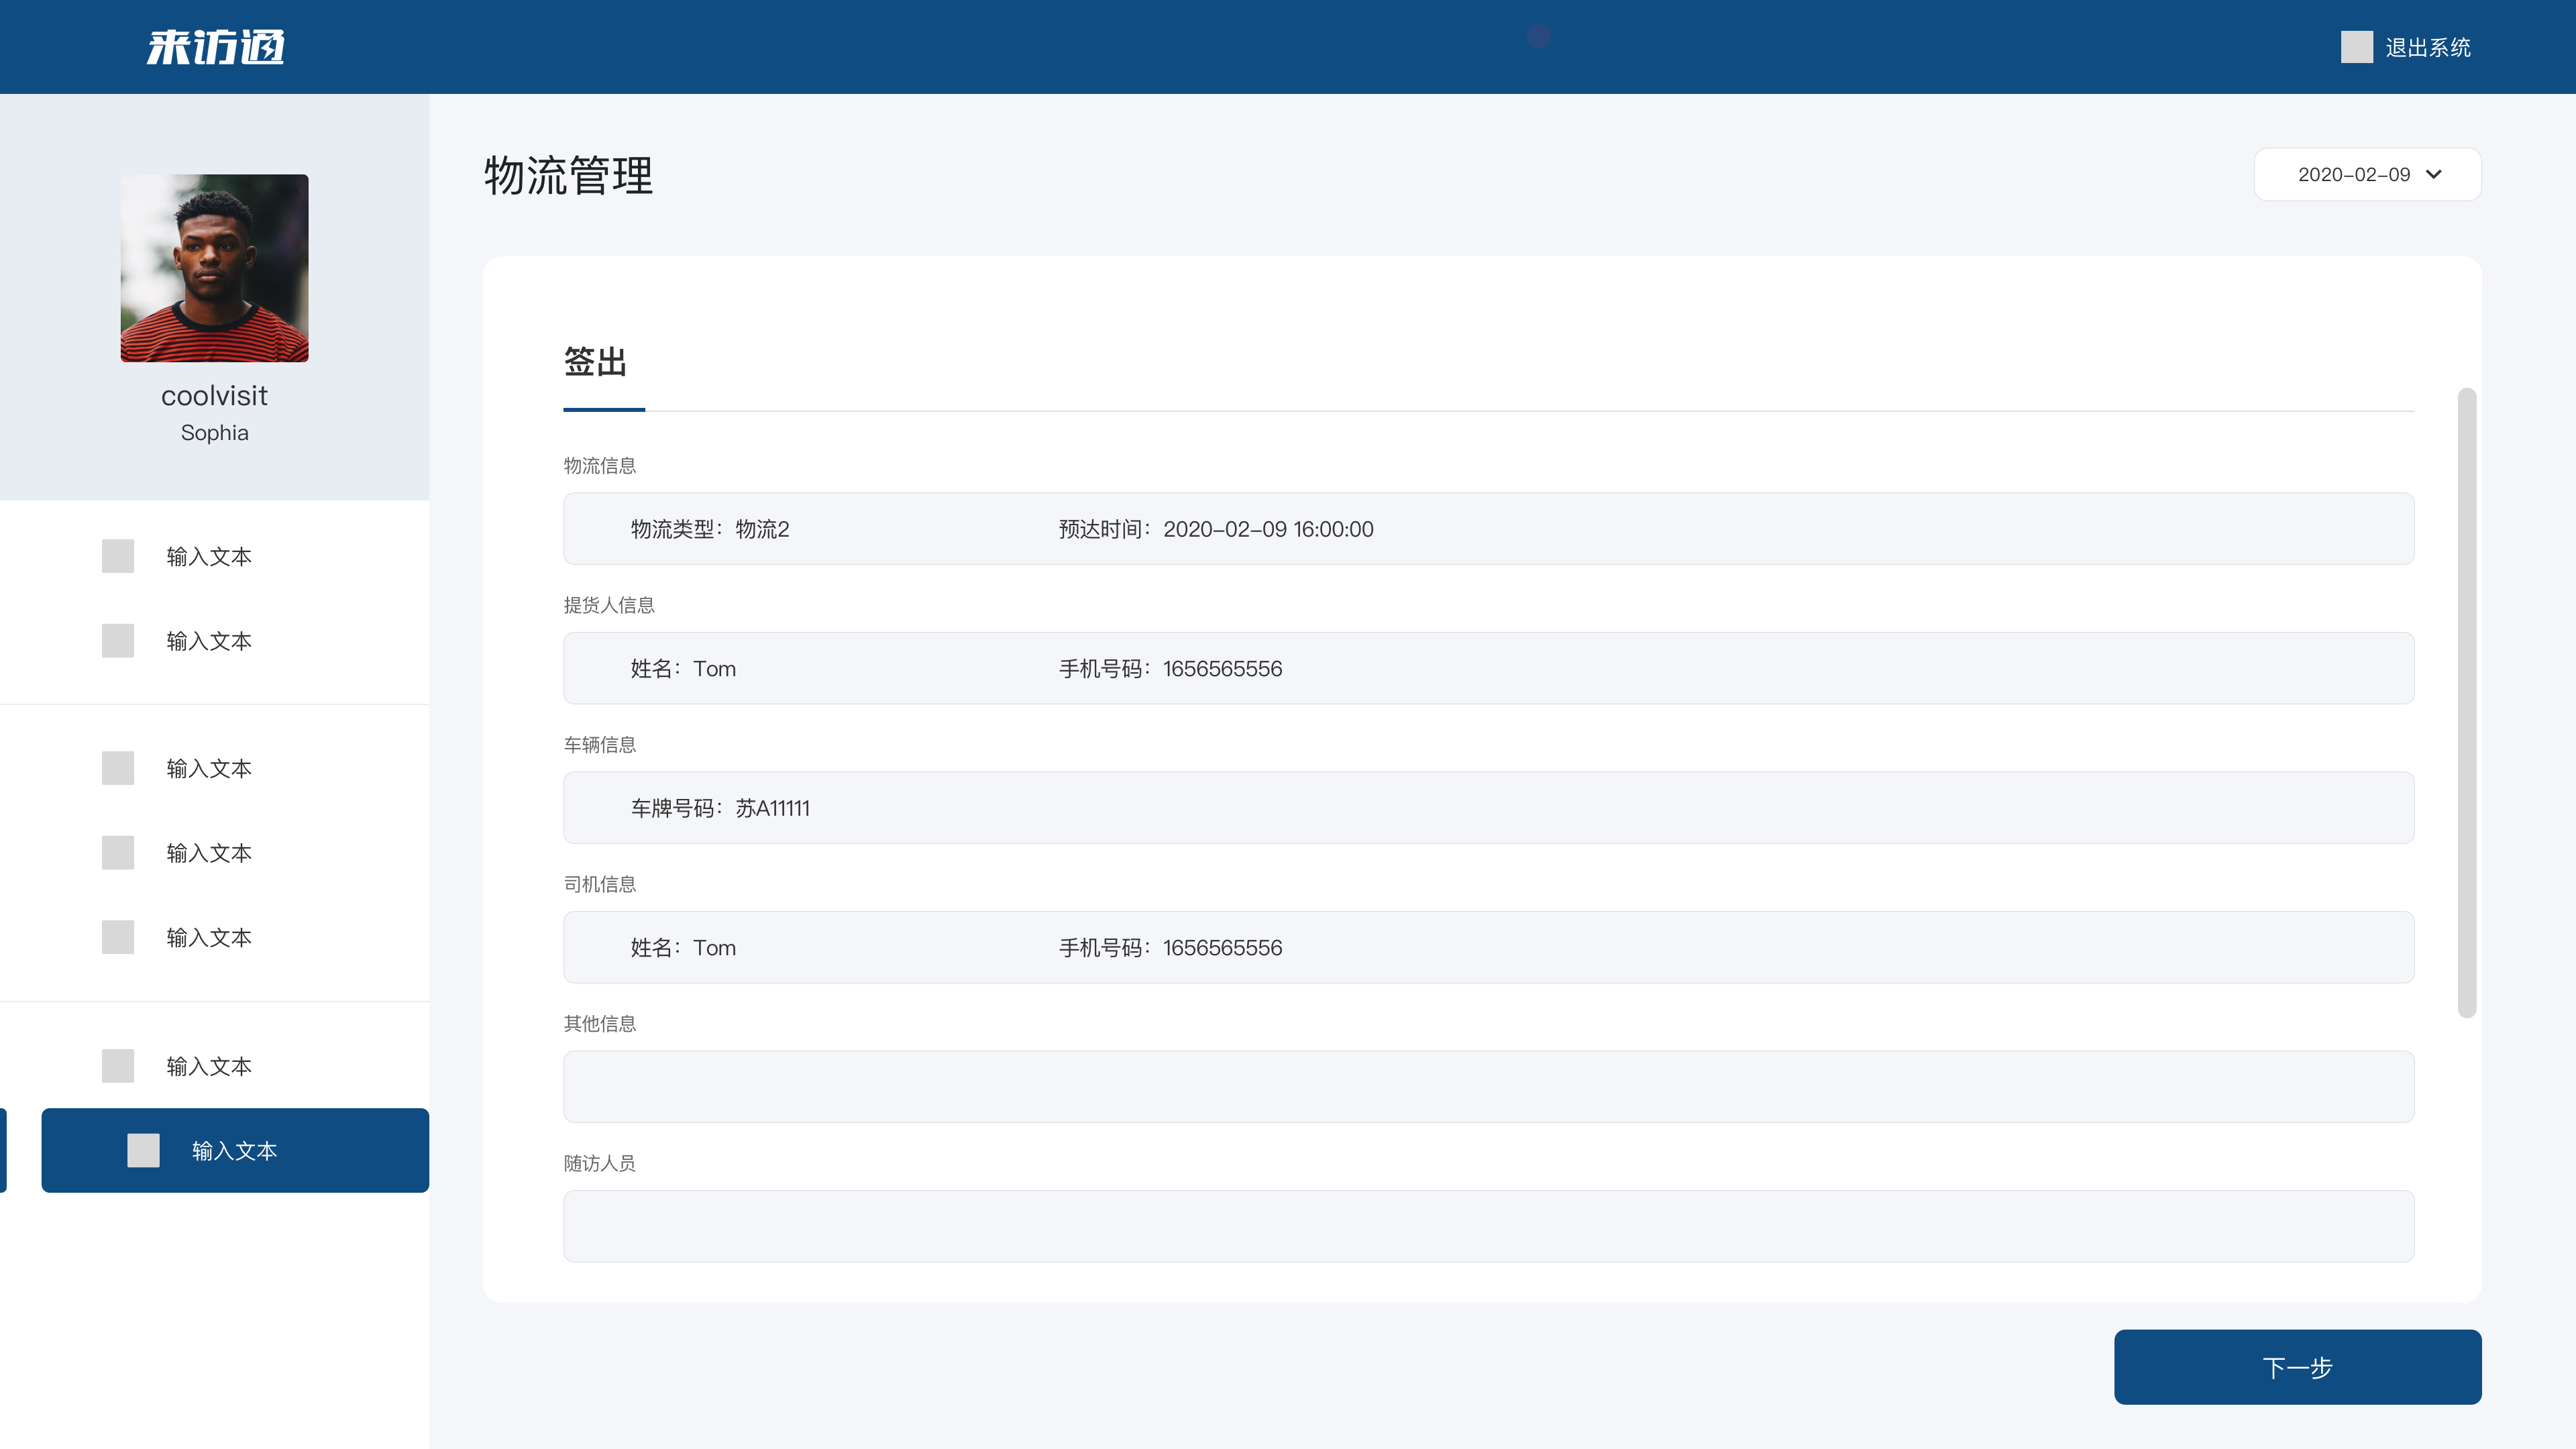 来访通
退出系统
coolvisit
Sophia
输入文本
输入文本
输入文本
输入文本
输入文本
输入文本
输入文本
物流管理
2020-02-09
签出
物流信息
物流类型：物流2 预达时间：2020-02-09 16:00:00
提货人信息
姓名：Tom 手机号码：1656565556
车辆信息
车牌号码：苏A11111
司机信息
姓名：Tom 手机号码：1656565556
其他信息
随访人员
下一步